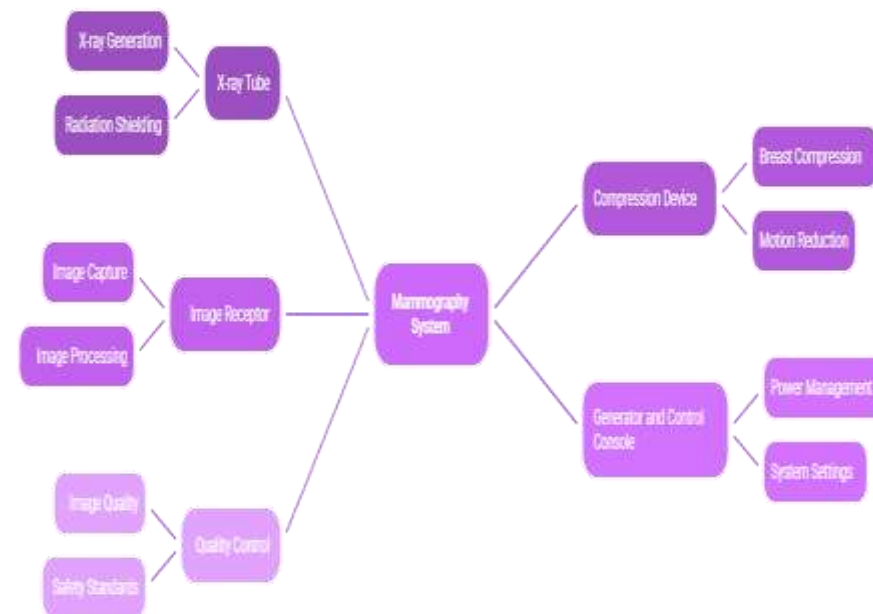 X-ray Generation
X-ray Tube
Radiation Shielding
Image Capture
Image Receptor
Image Processing
Image Quality
Quality Control
Safety Standards
Mammography
System
Breast Compression
Compression Device
Motion Reduction
Power Management
Generator and Control
Console
System Settings